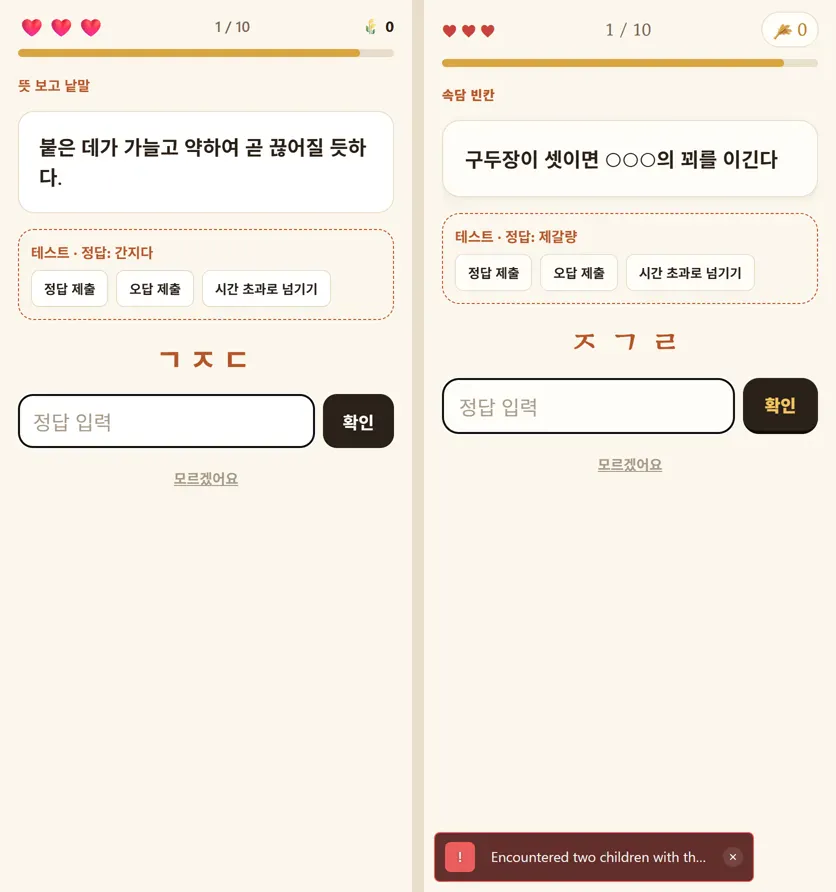 1 / 10
0
뜻 보고 낱말
붙은 데가 가늘고 약하여 곧 끊어질 듯하
다.
테스트 · 정답: 간지다
정답 제출
오답 제출
시간 초과로 넘기기
ㄱ ㅈ ㄷ
정답 입력
확인
모르겠어요
1 / 10
0
속담 빈칸
구두장이 셋이면 ○○○의 꾀를 이긴다
테스트 · 정답: 제갈량
정답 제출
오답 제출
시간 초과로 넘기기
ㅈ ㄱ ㄹ
정답 입력
확인
모르겠어요
! Encountered two children with th... ×